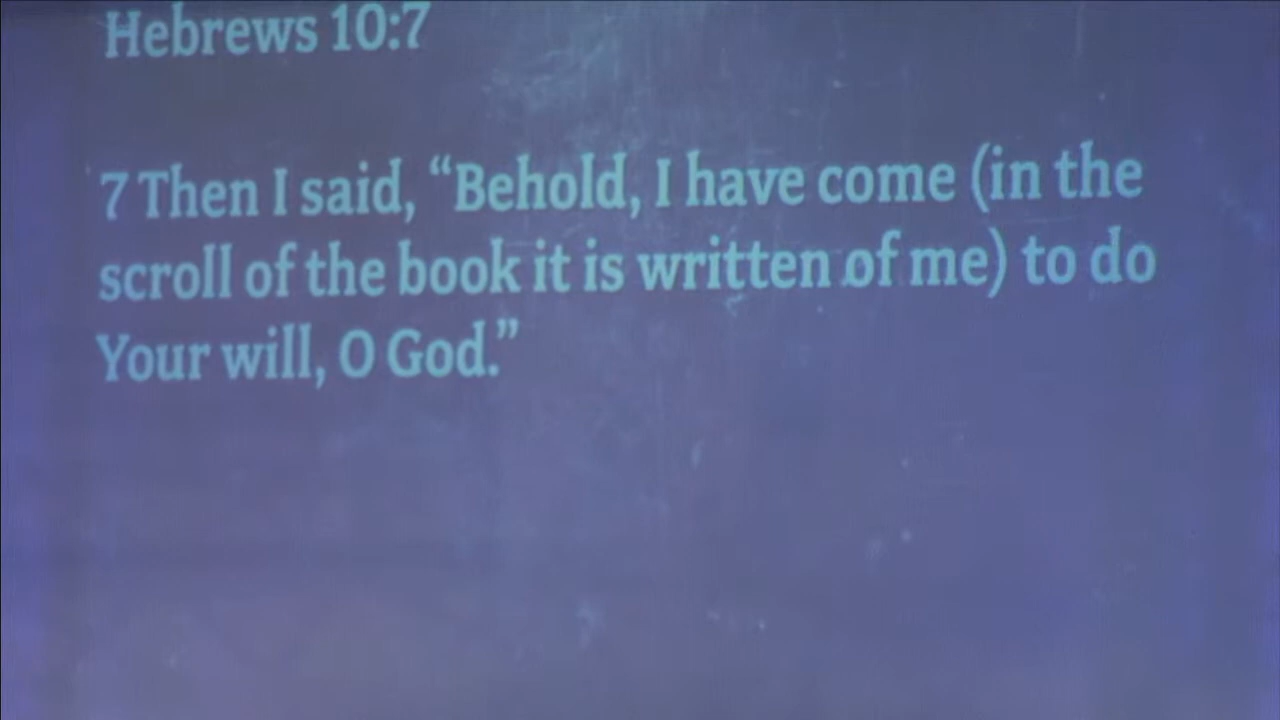 Hebrews 10:7
7 Then I said, “Behold, I have come (in the
scroll of the book it is written of me) to do
Your will, O God.”